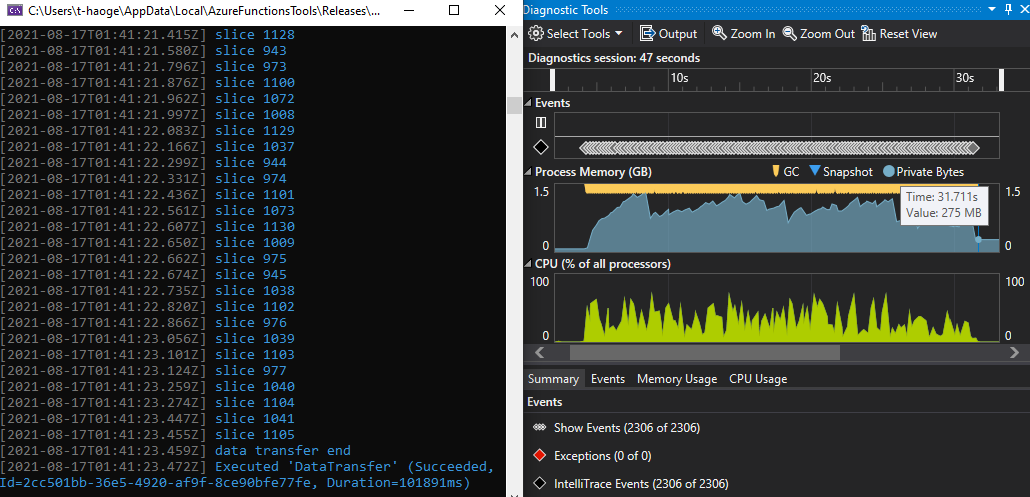 C:\Users\t-haoge\AppData\Local\AzureFunctionsTools\Releases\...
[2021-08-17T01:41:21.415Z] slice 1128
[2021-08-17T01:41:21.580Z] slice 943
[2021-08-17T01:41:21.796Z] slice 973
[2021-08-17T01:41:21.876Z] slice 1100
[2021-08-17T01:41:21.962Z] slice 1072
[2021-08-17T01:41:21.997Z] slice 1008
[2021-08-17T01:41:22.083Z] slice 1129
[2021-08-17T01:41:22.166Z] slice 1037
[2021-08-17T01:41:22.299Z] slice 944
[2021-08-17T01:41:22.331Z] slice 974
[2021-08-17T01:41:22.436Z] slice 1101
[2021-08-17T01:41:22.561Z] slice 1073
[2021-08-17T01:41:22.607Z] slice 1130
[2021-08-17T01:41:22.650Z] slice 1009
[2021-08-17T01:41:22.662Z] slice 975
[2021-08-17T01:41:22.674Z] slice 945
[2021-08-17T01:41:22.735Z] slice 1038
[2021-08-17T01:41:22.820Z] slice 1102
[2021-08-17T01:41:22.866Z] slice 976
[2021-08-17T01:41:23.056Z] slice 1039
[2021-08-17T01:41:23.101Z] slice 1103
[2021-08-17T01:41:23.124Z] slice 977
[2021-08-17T01:41:23.259Z] slice 1040
[2021-08-17T01:41:23.274Z] slice 1104
[2021-08-17T01:41:23.447Z] slice 1041
[2021-08-17T01:41:23.455Z] slice 1105
[2021-08-17T01:41:23.459Z] data transfer end
[2021-08-17T01:41:23.472Z] Executed 'DataTransfer' (Succeeded,
Id=2cc501bb-36e5-4920-af9f-8ce90bfe77fe, Duration=101891ms)
Diagnostic Tools
Select Tools Output Zoom In Zoom Out Reset View
Diagnostics session: 47 seconds
10s 20s 30s
Events
Process Memory (GB) GC Snapshot Private Bytes
1.5 1.5
Time: 31.711s
Value: 275 MB
0 0
CPU (% of all processors)
100 100
0 0
Summary Events Memory Usage CPU Usage
Events
Show Events (2306 of 2306)
Exceptions (0 of 0)
IntelliTrace Events (2306 of 2306)